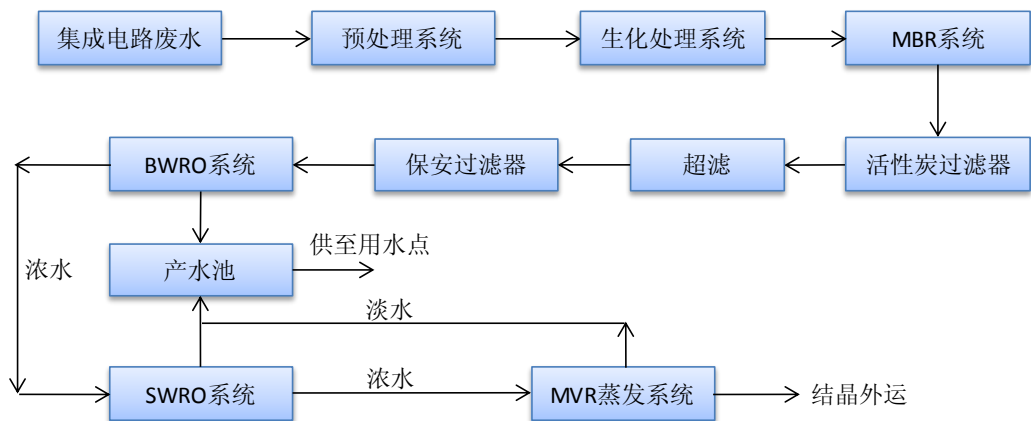 集成电路废水
预处理系统
生化处理系统
MBR系统
BWRO系统
保安过滤器
超滤
活性炭过滤器
浓水
产水池
供至用水点
淡水
SWRO系统
浓水
MVR蒸发系统
结晶外运